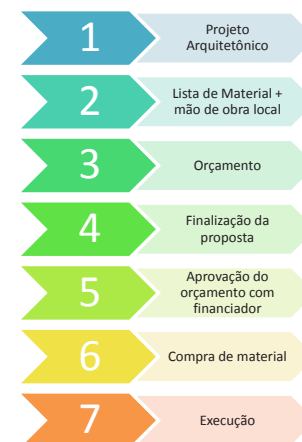 1
Projeto
Arquitetônico
2
Lista de Material +
mão de obra local
3
Orçamento
4
Finalização da
proposta
5
Aprovação do
orçamento com
financiador
6
Compra de material
7
Execução